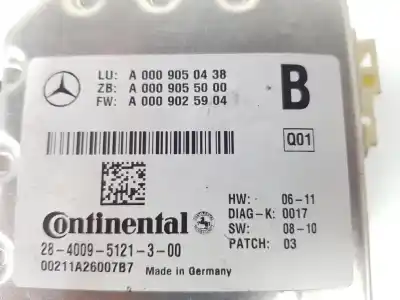 LU: A 000 905 04 38
ZB: A 000 905 50 00
FW: A 000 902 59 04
B
Q01
HW: 06-11
DIAG-K: 0017
SW: 08-10
PATCH: 03
Continental
28-4009-5121-3-00
00211A26007B7 Made in Germany